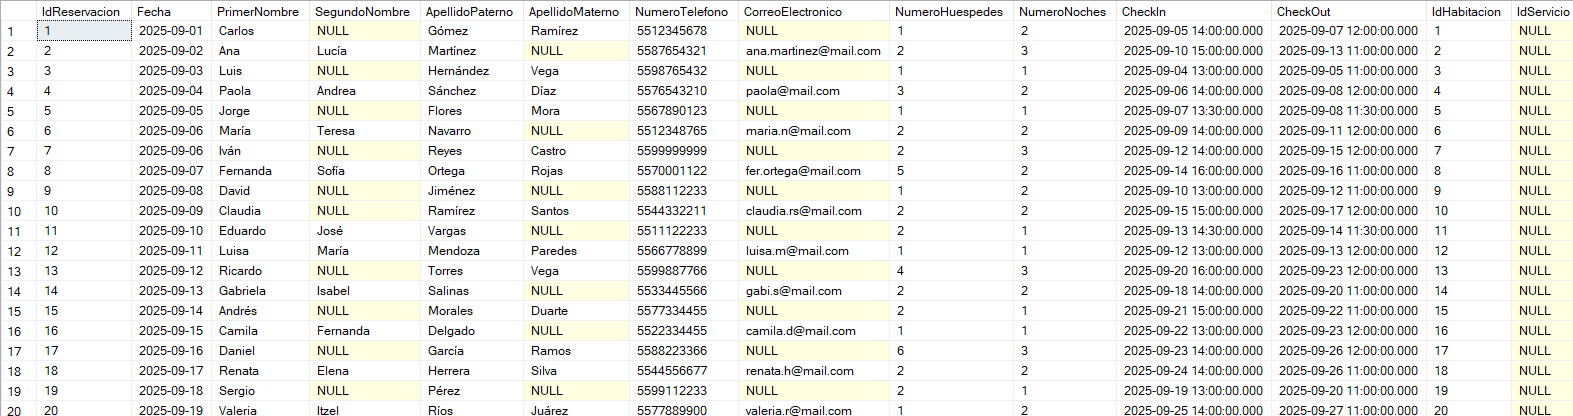 IdReservacion Fecha PrimerNombre SegundoNombre ApellidoPaterno ApellidoMaterno NumeroTelefono CorreoElectronico NumeroHuespedes NumeroNoches CheckIn CheckOut IdHabitacion IdServicio
1 1 2025-09-01 Carlos NULL Gómez Ramírez 5512345678 NULL 1 2 2025-09-05 14:00:00.000 2025-09-07 12:00:00.000 1 NULL
2 2 2025-09-02 Ana Lucía Martínez NULL 5587654321 ana.martinez@mail.com 2 3 2025-09-10 15:00:00.000 2025-09-13 11:00:00.000 2 NULL
3 3 2025-09-03 Luis NULL Hernández Vega 5598765432 NULL 1 1 2025-09-04 13:00:00.000 2025-09-05 11:00:00.000 3 NULL
4 4 2025-09-04 Paola Andrea Sánchez Díaz 5576543210 paola@mail.com 3 2 2025-09-06 14:00:00.000 2025-09-08 12:00:00.000 4 NULL
5 5 2025-09-05 Jorge NULL Flores Mora 5567890123 NULL 1 1 2025-09-07 13:30:00.000 2025-09-08 11:30:00.000 5 NULL
6 6 2025-09-06 María Teresa Navarro NULL 5512348765 maria.n@mail.com 2 2 2025-09-09 14:00:00.000 2025-09-11 12:00:00.000 6 NULL
7 7 2025-09-06 Iván NULL Reyes Castro 5599999999 NULL 2 3 2025-09-12 14:00:00.000 2025-09-15 12:00:00.000 7 NULL
8 8 2025-09-07 Fernanda Sofía Ortega Rojas 5570001122 fer.ortega@mail.com 5 2 2025-09-14 16:00:00.000 2025-09-16 11:00:00.000 8 NULL
9 9 2025-09-08 David NULL Jiménez NULL 5588112233 NULL 1 2 2025-09-10 13:00:00.000 2025-09-12 11:00:00.000 9 NULL
10 10 2025-09-09 Claudia NULL Ramírez Santos 5544332211 claudia.rs@mail.com 2 2 2025-09-15 15:00:00.000 2025-09-17 12:00:00.000 10 NULL
11 11 2025-09-10 Eduardo José Vargas NULL 5511122233 NULL 2 1 2025-09-13 14:30:00.000 2025-09-14 11:30:00.000 11 NULL
12 12 2025-09-11 Luisa María Mendoza Paredes 5566778899 luisa.m@mail.com 1 1 2025-09-12 13:00:00.000 2025-09-13 12:00:00.000 12 NULL
13 13 2025-09-12 Ricardo NULL Torres Vega 5599887766 NULL 4 3 2025-09-20 16:00:00.000 2025-09-23 12:00:00.000 13 NULL
14 14 2025-09-13 Gabriela Isabel Salinas NULL 5533445566 gabi.s@mail.com 2 2 2025-09-18 14:00:00.000 2025-09-20 11:00:00.000 14 NULL
15 15 2025-09-14 Andrés NULL Morales Duarte 5577334455 NULL 2 1 2025-09-21 15:00:00.000 2025-09-22 11:00:00.000 15 NULL
16 16 2025-09-15 Camila Fernanda Delgado NULL 5522334455 camila.d@mail.com 1 1 2025-09-22 13:00:00.000 2025-09-23 12:00:00.000 16 NULL
17 17 2025-09-16 Daniel NULL García Ramos 5588223366 NULL 6 3 2025-09-23 14:00:00.000 2025-09-26 12:00:00.000 17 NULL
18 18 2025-09-17 Renata Elena Herrera Silva 5544556677 renata.h@mail.com 2 2 2025-09-24 14:00:00.000 2025-09-26 11:00:00.000 18 NULL
19 19 2025-09-18 Sergio NULL Pérez NULL 5599112233 NULL 2 1 2025-09-19 13:00:00.000 2025-09-20 11:00:00.000 19 NULL
20 20 2025-09-19 Valeria Itzel Ríos Juárez 5577889900 valeria.r@mail.com 1 2 2025-09-25 14:00:00.000 2025-09-27 11:00:00.000 20 NULL